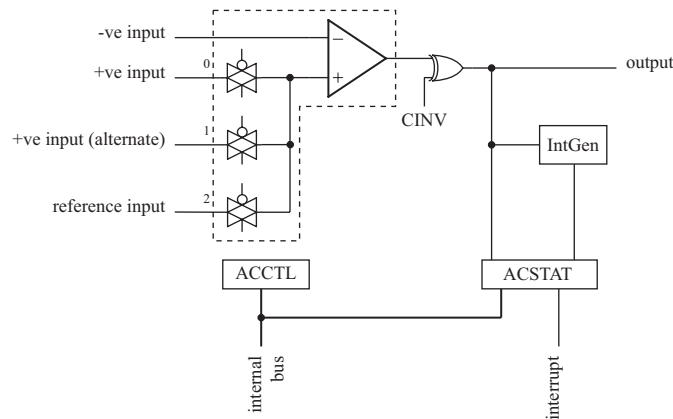 -ve input
−
0
+ve input
+
output
CINV
1
+ve input (alternate)
IntGen
2
reference input
ACCTL
ACSTAT
internal
bus
interrupt